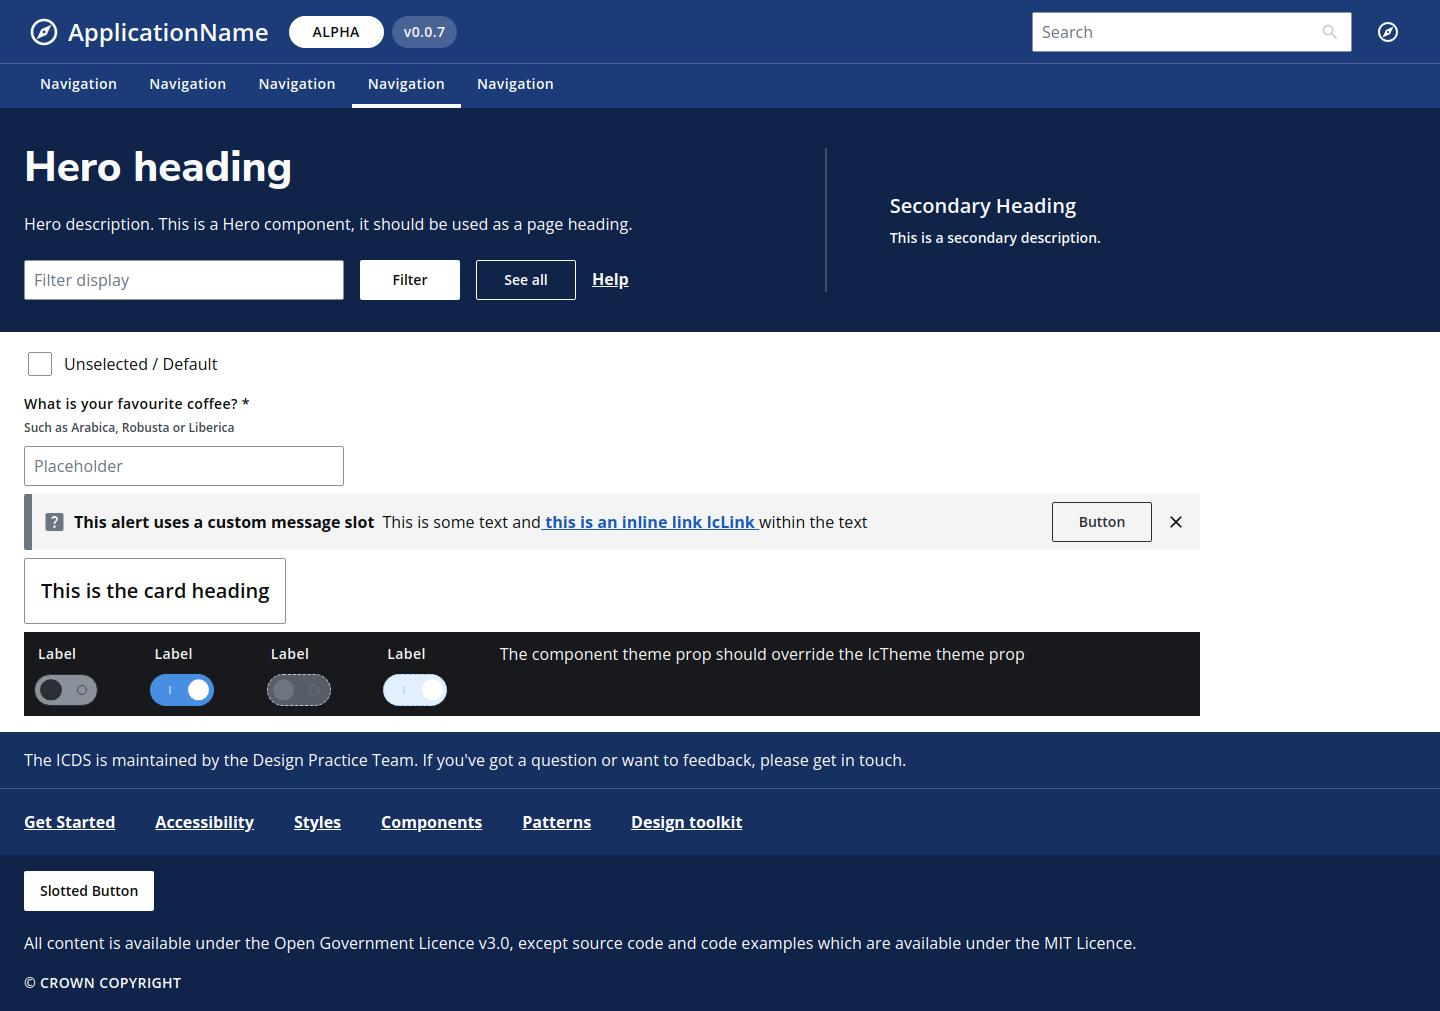 ApplicationName ALPHA v0.0.7 Search
Navigation Navigation Navigation Navigation Navigation
Hero heading
Hero description. This is a Hero component, it should be used as a page heading.
Filter display Filter See all Help
Secondary Heading
This is a secondary description.
Unselected / Default
What is your favourite coffee? *
Such as Arabica, Robusta or Liberica
Placeholder
This alert uses a custom message slot This is some text and this is an inline link IcLink within the text Button
This is the card heading
Label Label Label Label The component theme prop should override the IcTheme theme prop
The ICDS is maintained by the Design Practice Team. If you've got a question or want to feedback, please get in touch.
Get Started Accessibility Styles Components Patterns Design toolkit
Slotted Button
All content is available under the Open Government Licence v3.0, except source code and code examples which are available under the MIT Licence.
© CROWN COPYRIGHT